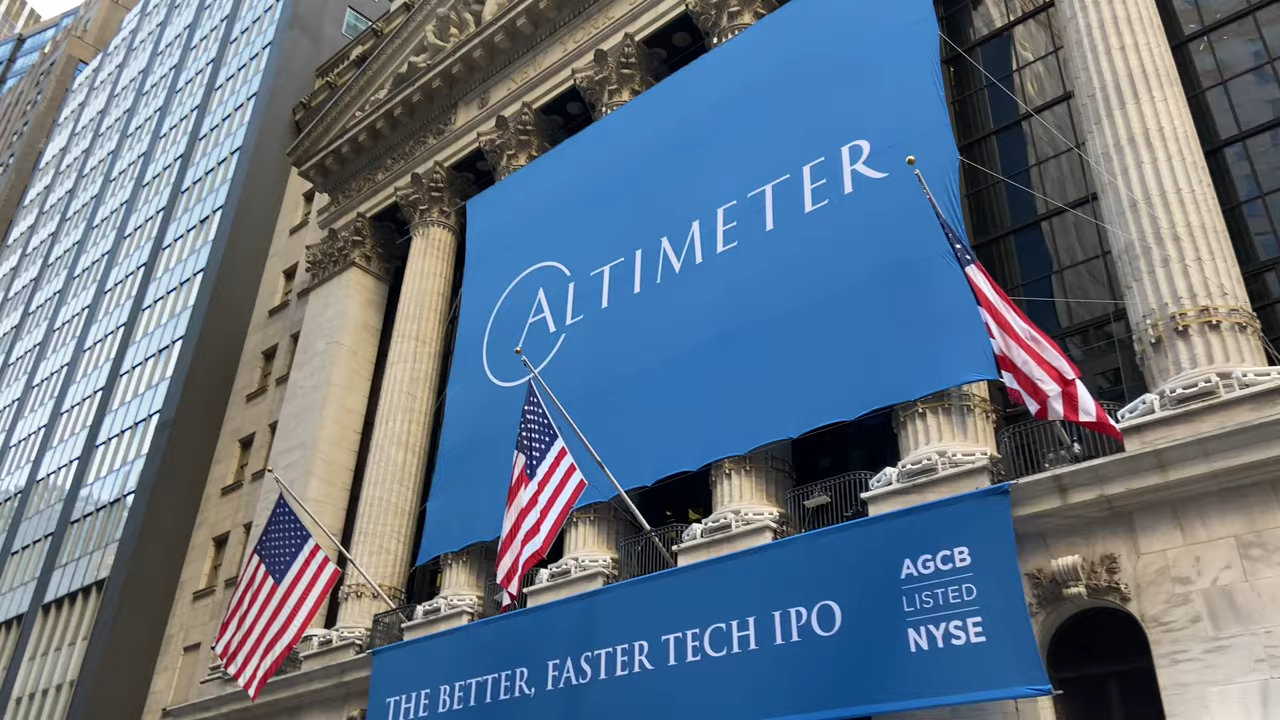 ALTIMETER
THE BETTER, FASTER TECH IPO
AGCB
LISTED
NYSE